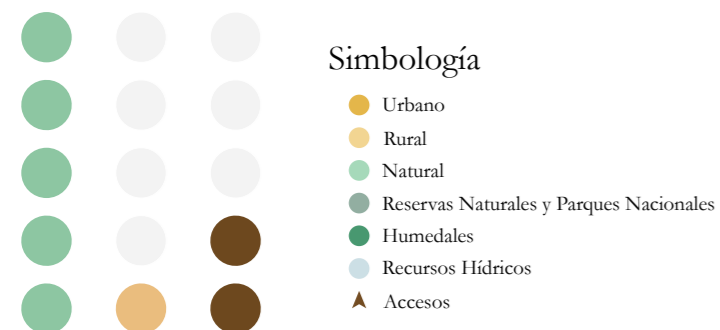 Simbología
Urbano
Rural
Natural
Reservas Naturales y Parques Nacionales
Humedales
Recursos Hídricos
Accesos